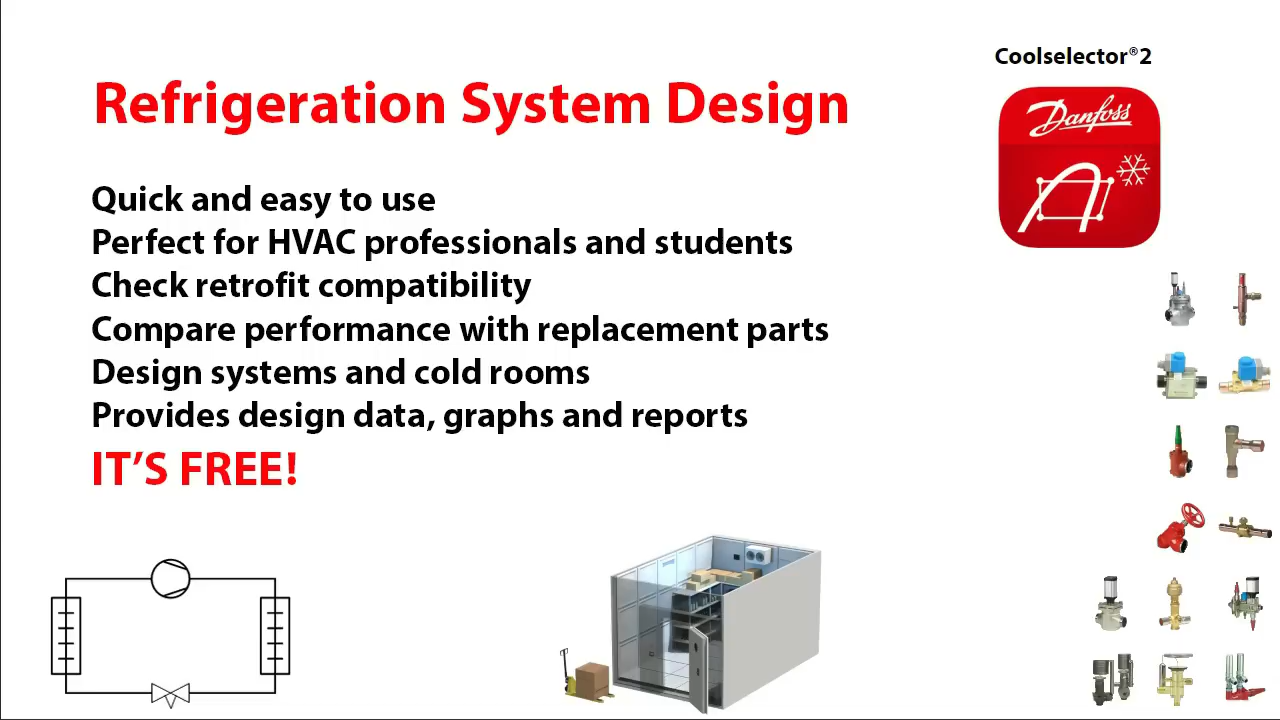 Coolselector®2
Danfoss
Refrigeration System Design
Quick and easy to use
Perfect for HVAC professionals and students
Check retrofit compatibility
Compare performance with replacement parts
Design systems and cold rooms
Provides design data, graphs and reports
IT’S FREE!